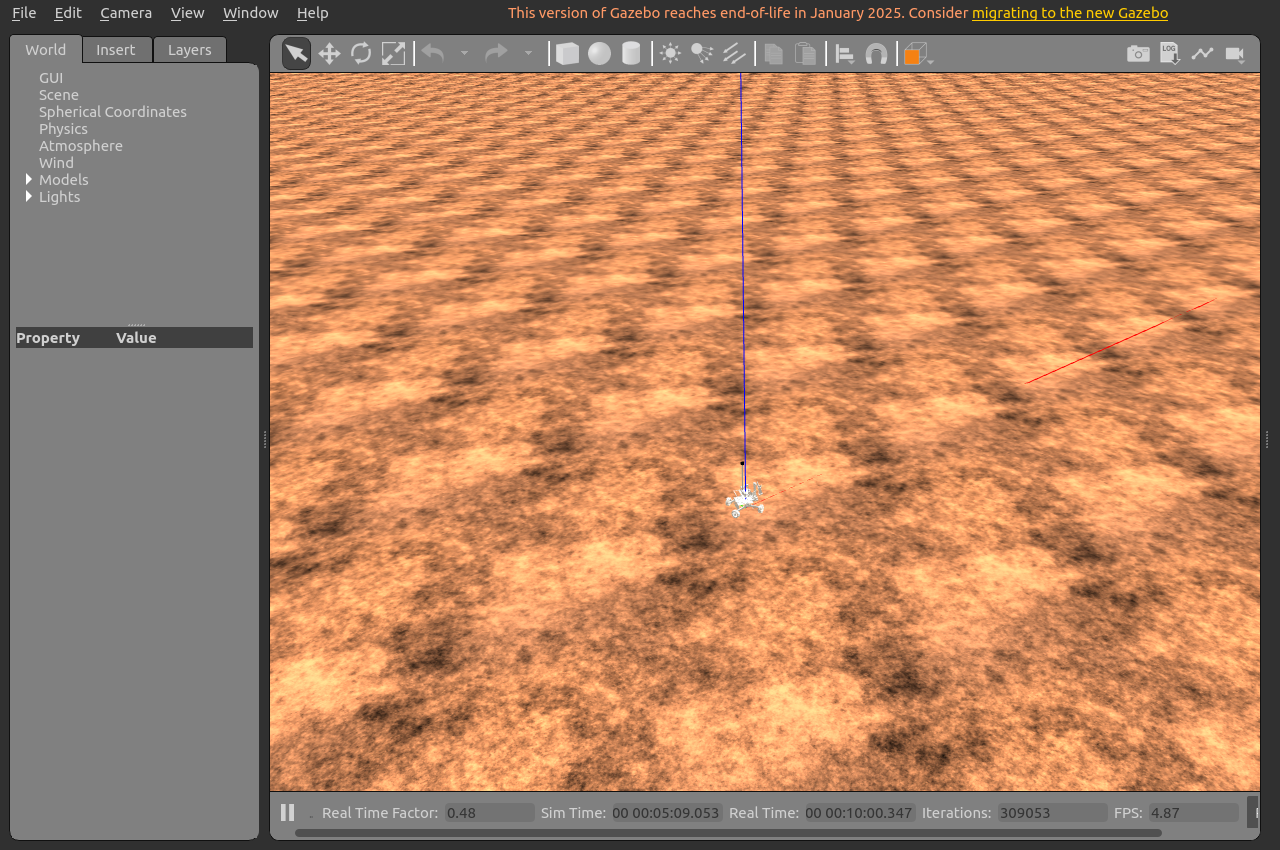 File Edit Camera View Window Help
This version of Gazebo reaches end-of-life in January 2025. Consider migrating to the new Gazebo
World Insert Layers
LOG
GUI
Scene
Spherical Coordinates
Physics
Atmosphere
Wind
Models
Lights
Property Value
Real Time Factor: 0.48 Sim Time: 00 00:05:09.053 Real Time: 00 00:10:00.347 Iterations: 309053 FPS: 4.87